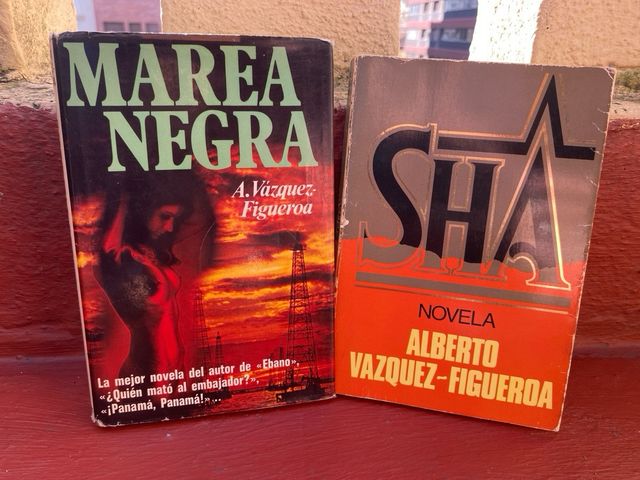 MAREA
NEGRA
A. Vázquez-
Figueroa
La mejor novela del autor de «Ebano»,
«¿Quién mató al embajador?»,
«¡Panamá, Panamá!»...
SHA
NOVELA
ALBERTO
VAZQUEZ-FIGUEROA